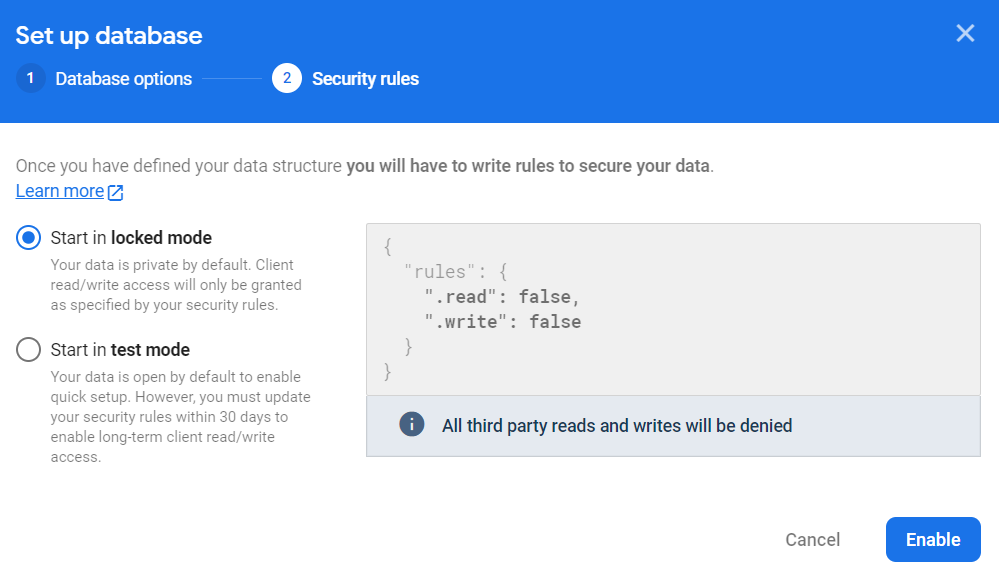 Set up database
1 Database options
2 Security rules
Once you have defined your data structure you will have to write rules to secure your data.
Learn more
Start in locked mode
Your data is private by default. Client
read/write access will only be granted
as specified by your security rules.
Start in test mode
Your data is open by default to enable
quick setup. However, you must update
your security rules within 30 days to
enable long-term client read/write
access.
{
"rules": {
".read": false,
".write": false
}
}
All third party reads and writes will be denied
Cancel
Enable